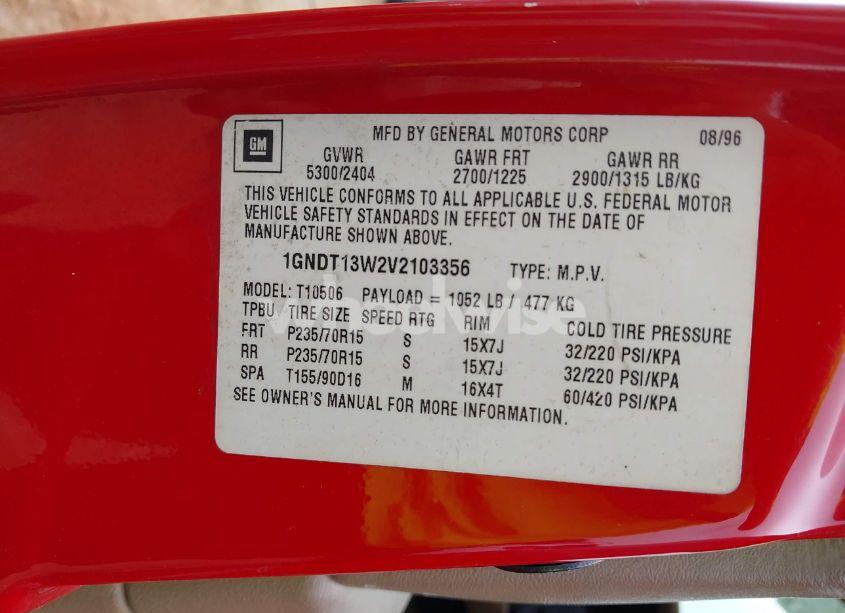 GM
MFD BY GENERAL MOTORS CORP 08/96
GVWR GAWR FRT GAWR RR
5300/2404 2700/1225 2900/1315 LB/KG
THIS VEHICLE CONFORMS TO ALL APPLICABLE U.S. FEDERAL MOTOR
VEHICLE SAFETY STANDARDS IN EFFECT ON THE DATE OF
MANUFACTURE SHOWN ABOVE.
1GNDT13W2V2103356 TYPE: M.P.V.
MODEL: T10506 PAYLOAD = 1052 LB / 477 KG
TPBU TIRE SIZE SPEED RTG RIM COLD TIRE PRESSURE
FRT P235/70R15 S 15X7J 32/220 PSI/KPA
RR P235/70R15 S 15X7J 32/220 PSI/KPA
SPA T155/90D16 M 16X4T 60/420 PSI/KPA
SEE OWNER'S MANUAL FOR MORE INFORMATION.